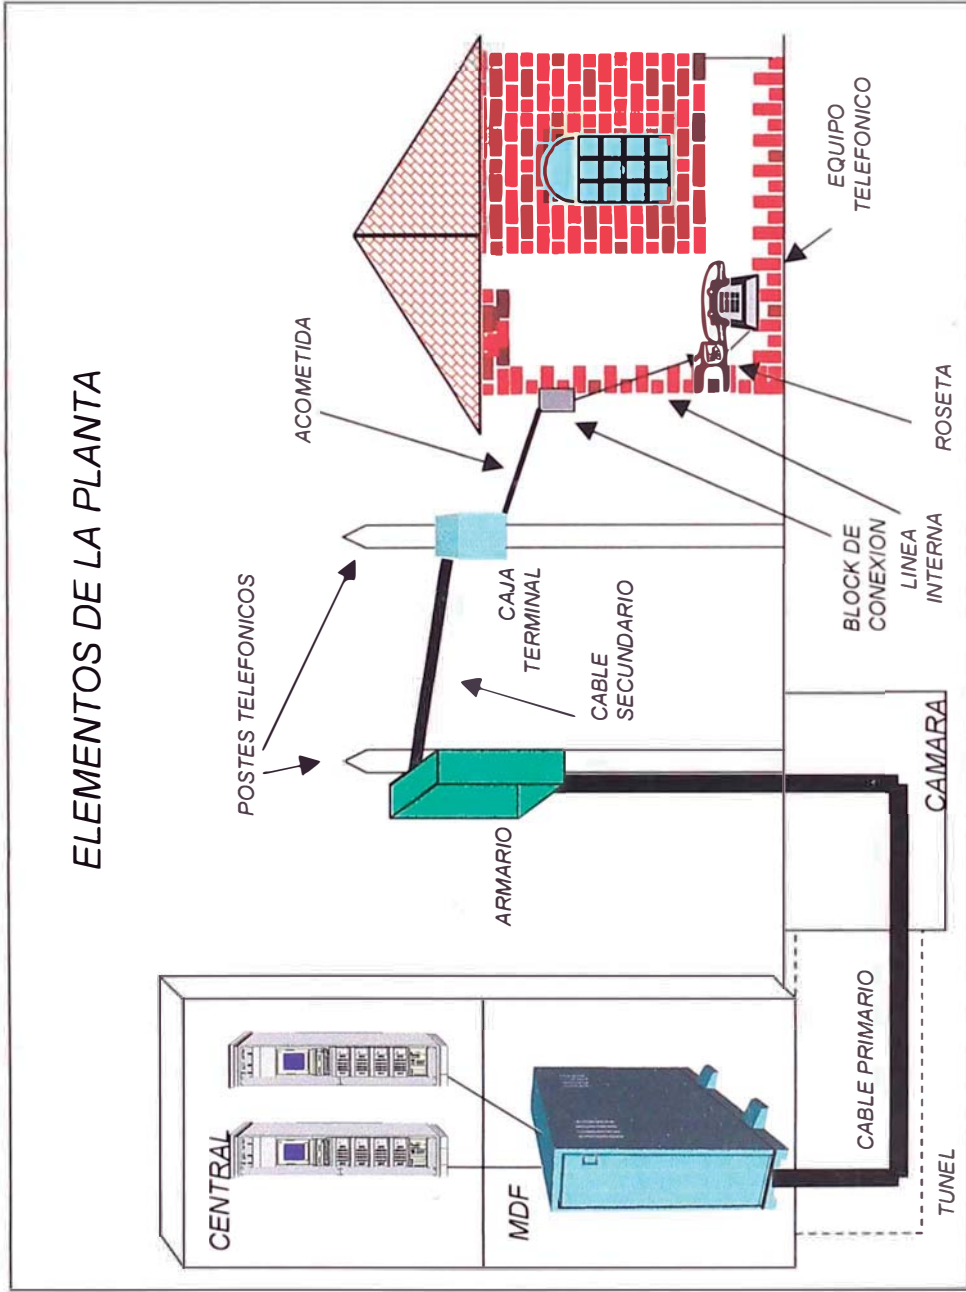 ELEMENTOS DE LA PLANTA
POSTES TELEFONICOS
ACOMETIDA
CENTRAL
CAJA
TERMINAL
CABLE
SECUNDARIO
ARMARIO
MDF
EQUIPO
TELEFONICO
BLOCK DE
CONEXION
LINEA
INTERNA
ROSETA
CABLE PRIMARIO
CAMARA
TUNEL